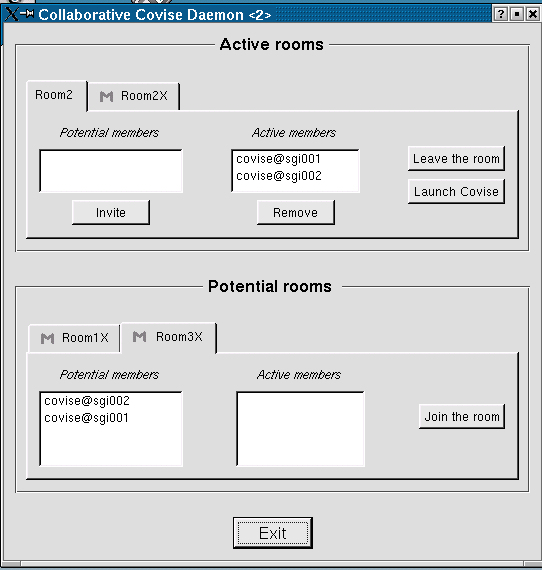 Collaborative Covise Daemon <2>
Active rooms
Room2 M Room2X
Potential members Active members
covise@sgi001 Leave the room
covise@sgi002 Launch Covise
Invite Remove
Potential rooms
M Room1X M Room3X
Potential members Active members
covise@sgi002
covise@sgi001 Join the room
Exit